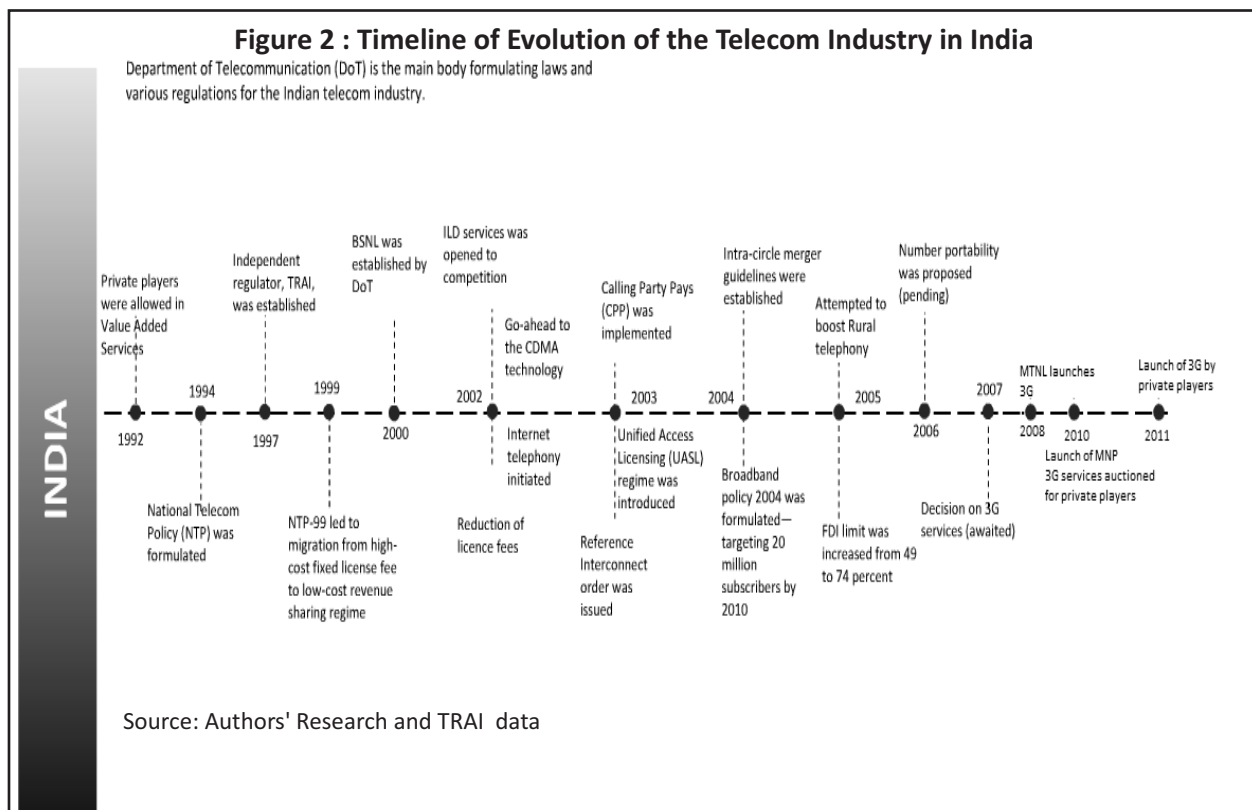 Figure 2 : Timeline of Evolution of the Telecom Industry in India
Department of Telecommunication (DoT) is the main body formulating laws and
various regulations for the Indian telecom industry.
INDIA
Private players
were allowed in
Value Added
Services
1992
1994
National Telecom
Policy (NTP) was
formulated
Independent
regulator, TRAI,
was established
1997
1999
NTP-99 led to
migration from high-
cost fixed license fee
to low-cost revenue
sharing regime
BSNL was
established by
DoT
2000
ILD services was
opened to
competition
Go-ahead to
the CDMA
technology
2002
Internet
telephony
initiated
Reduction of
licence fees
Calling Party Pays
(CPP) was
implemented
2003
Unified Access
Licensing (UASL)
regime was
introduced
Reference
Interconnect
order was
issued
Intra-circle merger
guidelines were
established
2004
Broadband
policy 2004 was
formulated—
targeting 20
million
subscribers by
2010
Attempted to
boost Rural
telephony
2005
FDI limit was
increased from 49
to 74 percent
Number portability
was proposed
(pending)
2006
2007
Decision on 3G
services (awaited)
MTNL launches
3G
2008
2010
Launch of MNP
3G services auctioned
for private players
Launch of 3G by
private players
2011
Source: Authors' Research and TRAI data